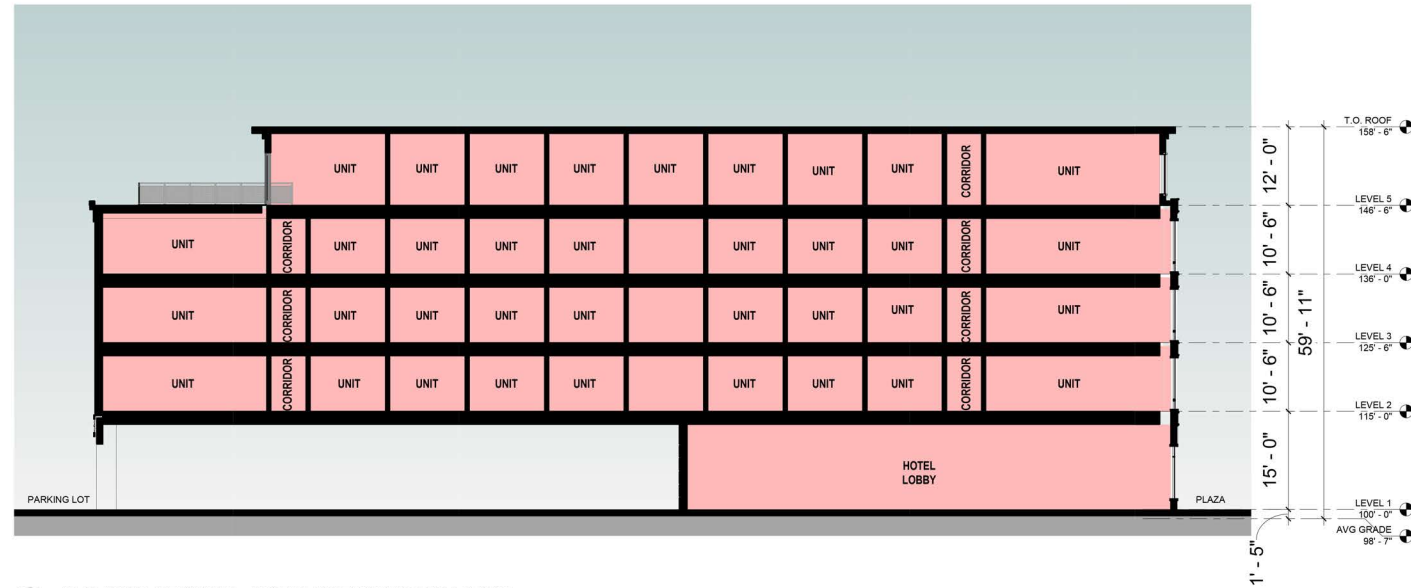 T.O. ROOF
158' - 6"
12' - 0"
UNIT UNIT UNIT UNIT UNIT UNIT UNIT UNIT CORRIDOR UNIT
LEVEL 5
146' - 6"
10' - 6"
UNIT CORRIDOR UNIT UNIT UNIT UNIT UNIT UNIT UNIT CORRIDOR UNIT
LEVEL 4
136' - 0"
10' - 6"
59' - 11"
UNIT CORRIDOR UNIT UNIT UNIT UNIT UNIT UNIT UNIT CORRIDOR UNIT
LEVEL 3
125' - 6"
10' - 6"
UNIT CORRIDOR UNIT UNIT UNIT UNIT UNIT UNIT UNIT CORRIDOR UNIT
LEVEL 2
115' - 0"
15' - 0"
HOTEL
LOBBY
PARKING LOT
PLAZA
LEVEL 1
100' - 0"
AVG GRADE
98' - 7"
1' - 5"